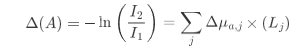 Δ(A) = − ln (I₂/I₁) = ∑ⱼ Δμₐ,ⱼ × (Lⱼ)